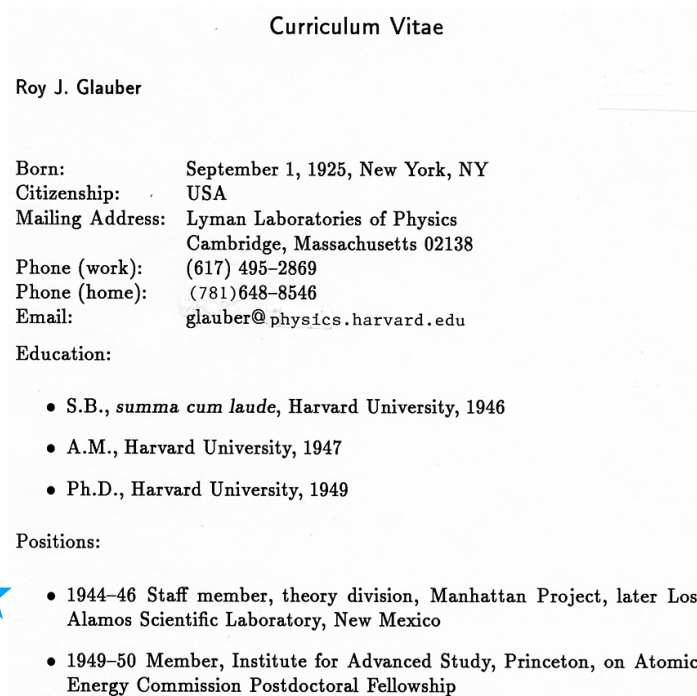 Curriculum Vitae
Roy J. Glauber
Born: September 1, 1925, New York, NY
Citizenship: USA
Mailing Address: Lyman Laboratories of Physics
Cambridge, Massachusetts 02138
Phone (work): (617) 495–2869
Phone (home): (781)648–8546
Email: glauber@physics.harvard.edu
Education:
• S.B., summa cum laude, Harvard University, 1946
• A.M., Harvard University, 1947
• Ph.D., Harvard University, 1949
Positions:
• 1944–46 Staff member, theory division, Manhattan Project, later Los
Alamos Scientific Laboratory, New Mexico
• 1949–50 Member, Institute for Advanced Study, Princeton, on Atomic
Energy Commission Postdoctoral Fellowship